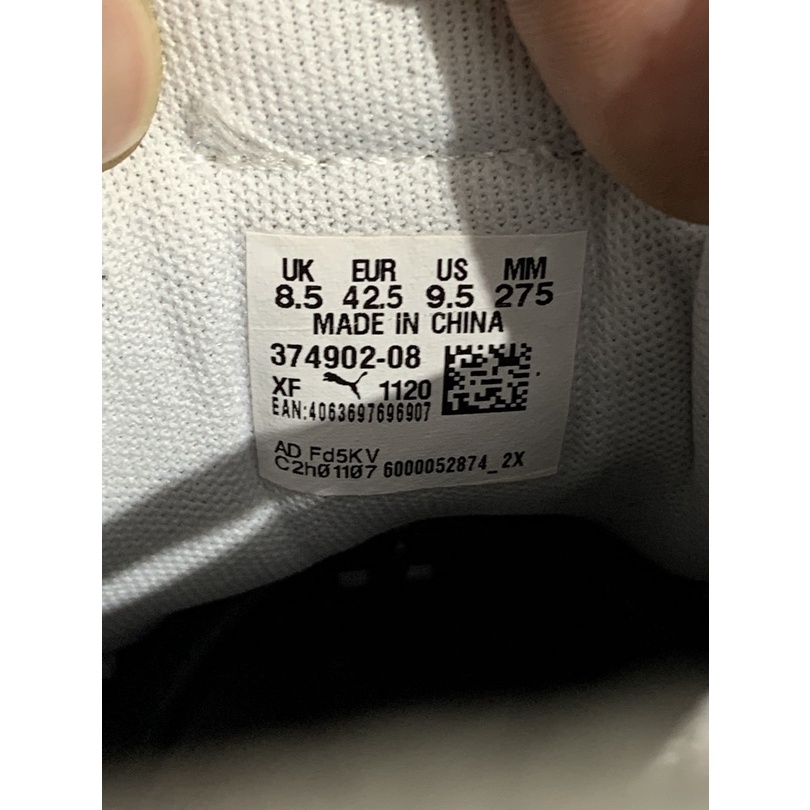 UK EUR US MM
8.5 42.5 9.5 275
MADE IN CHINA
374902-08
XF 1120
EAN:4063697696907
AD Fd5KV
C2hØ11Ø7 6000052874_2X